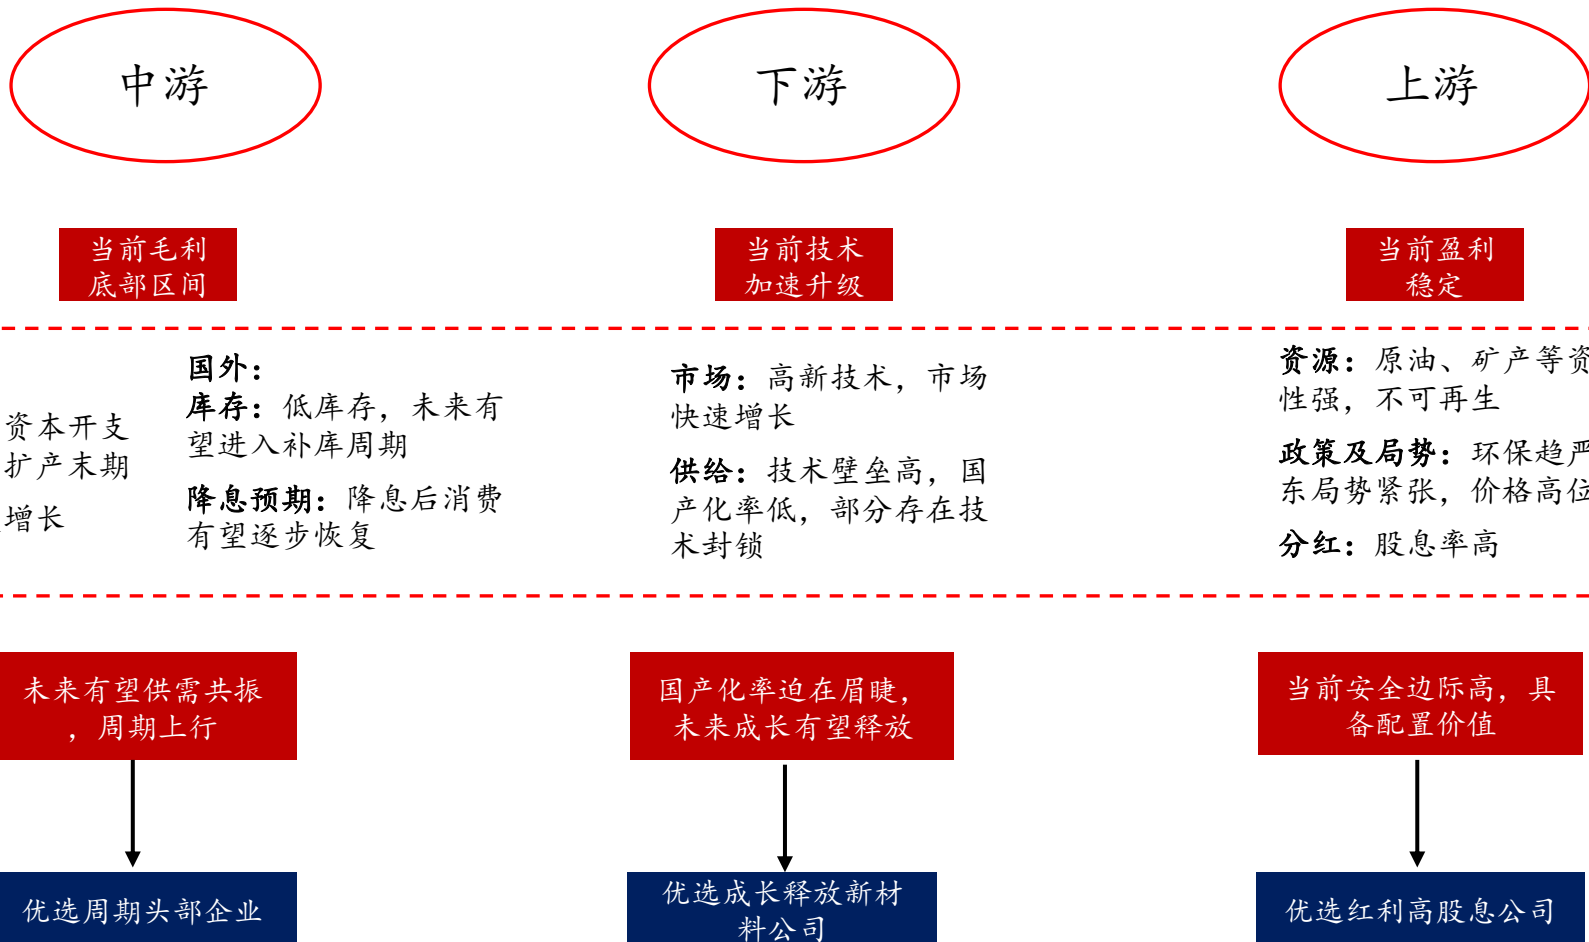 中游
当前毛利
底部区间
资本开支
扩产末期
增长
国外：
库存：低库存，未来有
望进入补库周期
降息预期：降息后消费
有望逐步恢复
未来有望供需共振
，周期上行
优选周期头部企业
下游
当前技术
加速升级
市场：高新技术，市场
快速增长
供给：技术壁垒高，国
产化率低，部分存在技
术封锁
国产化率迫在眉睫，
未来成长有望释放
优选成长释放新材
料公司
上游
当前盈利
稳定
资源：原油、矿产等资
性强，不可再生
政策及局势：环保趋严
东局势紧张，价格高位
分红：股息率高
当前安全边际高，具
备配置价值
优选红利高股息公司